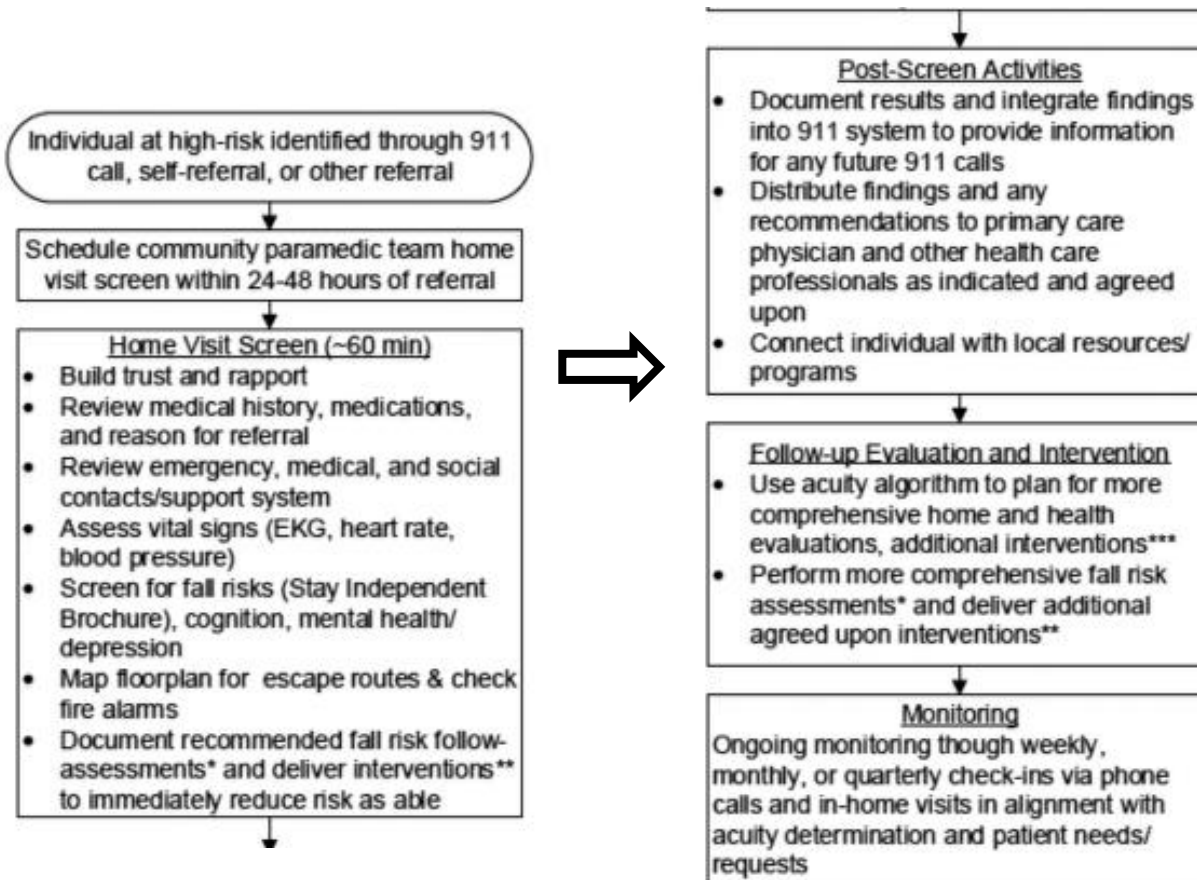 Individual at high-risk identified through 911
call, self-referral, or other referral
Schedule community paramedic team home
visit screen within 24-48 hours of referral
Home Visit Screen (~60 min)
• Build trust and rapport
• Review medical history, medications,
and reason for referral
• Review emergency, medical, and social
contacts/support system
• Assess vital signs (EKG, heart rate,
blood pressure)
• Screen for fall risks (Stay Independent
Brochure), cognition, mental health/
depression
• Map floorplan for escape routes & check
fire alarms
• Document recommended fall risk follow-
assessments* and deliver interventions**
to immediately reduce risk as able
Post-Screen Activities
• Document results and integrate findings
into 911 system to provide information
for any future 911 calls
• Distribute findings and any
recommendations to primary care
physician and other health care
professionals as indicated and agreed
upon
• Connect individual with local resources/
programs
Follow-up Evaluation and Intervention
• Use acuity algorithm to plan for more
comprehensive home and health
evaluations, additional interventions***
• Perform more comprehensive fall risk
assessments* and deliver additional
agreed upon interventions**
Monitoring
Ongoing monitoring though weekly,
monthly, or quarterly check-ins via phone
calls and in-home visits in alignment with
acuity determination and patient needs/
requests